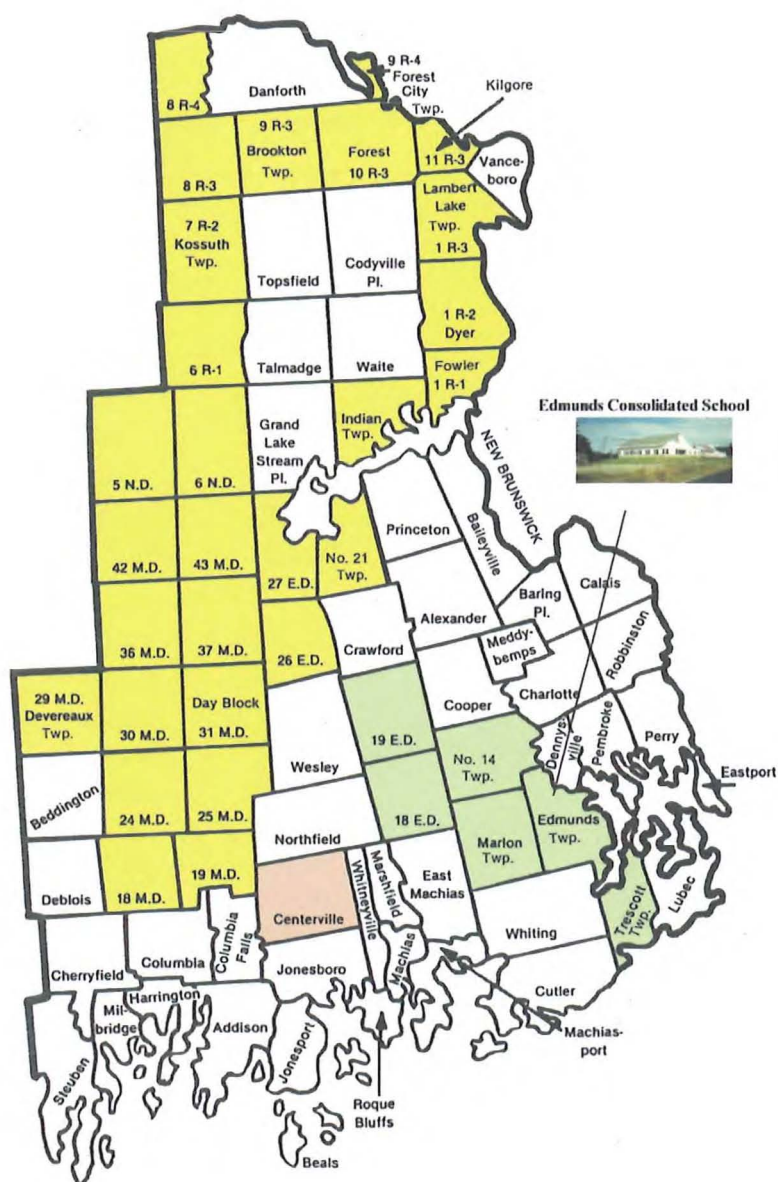 9 R-4
Forest
City
Twp.
Kilgore
8 R-4
Danforth
9 R-3
Brookton
Twp.
Forest
10 R-3
11 R-3
Vance-
boro
8 R-3
Lambert
Lake
Twp.
1 R-3
7 R-2
Kossuth
Twp.
Topsfield
Codyville
Pl.
1 R-2
Dyer
6 R-1
Talmadge
Waite
Fowler
1 R-1
Indian
Twp.
Grand
Lake
Stream
Pl.
Edmunds Consolidated School
NEW BRUNSWICK
5 N.D.
6 N.D.
Princeton
Baileyville
42 M.D.
43 M.D.
27 E.D.
No. 21
Twp.
Alexander
Baring
Pl.
Calais
Robbinston
36 M.D.
37 M.D.
26 E.D.
Crawford
Meddy-
bemps
Charlotte
29 M.D.
Devereaux
Twp.
30 M.D.
Day Block
31 M.D.
Wesley
19 E.D.
Cooper
No. 14
Twp.
Dennys-
ville
Pembroke
Perry
Eastport
Beddington
24 M.D.
25 M.D.
Northfield
18 E.D.
Marion
Twp.
Edmunds
Twp.
Deblois
18 M.D.
19 M.D.
Centerville
Whitneyville
Marshfield
East
Machias
Whiting
Trescott
Twp.
Lubec
Cherryfield
Columbia
Columbia
Falls
Jonesboro
Machias
Cutler
Machias-
port
Steuben
Mil-
bridge
Harrington
Addison
Jonesport
Roque
Bluffs
Beals